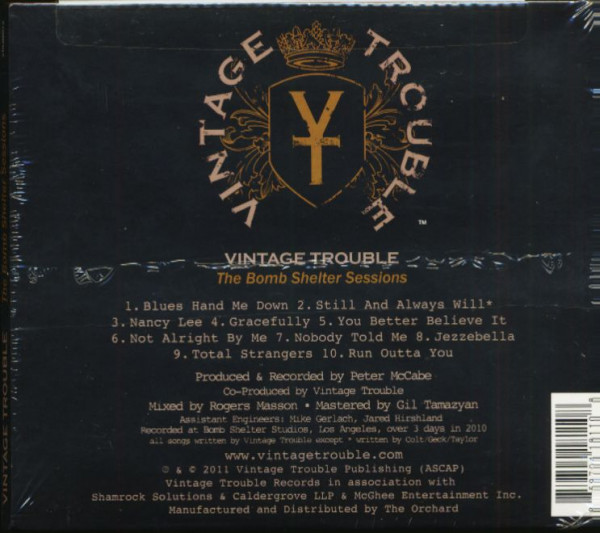 VINTAGE TROUBLE
VT
™
VINTAGE TROUBLE
The Bomb Shelter Sessions
1.Blues Hand Me Down 2.Still And Always Will*
3.Nancy Lee 4.Gracefully 5.You Better Believe It
6.Not Alright By Me 7.Nobody Told Me 8.Jezzebella
9.Total Strangers 10.Run Outta You
Produced & Recorded by Peter McCabe
Co-Produced by Vintage Trouble
Mixed by Rogers Masson • Mastered by Gil Tamazyan
Assistant Engineers: Mike Gerlach, Jared Hirshland
Recorded at Bomb Shelter Studios, Los Angeles, over 3 days in 2010
all songs written by Vintage Trouble except * written by Colt/Geck/Taylor
www.vintagetrouble.com
℗ & © 2011 Vintage Trouble Publishing (ASCAP)
Vintage Trouble Records in association with
Shamrock Solutions & Caldergrove LLP & McGhee Entertainment Inc.
Manufactured and Distributed by The Orchard
VINTAGE TROUBLE The Bomb Shelter Sessions